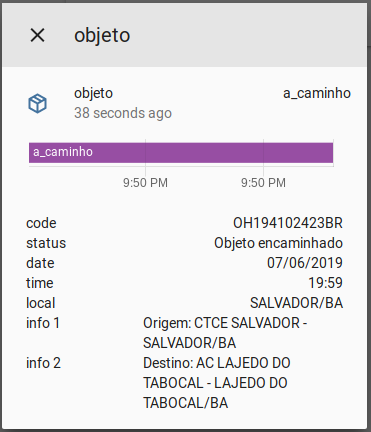 objeto
objeto a_caminho
38 seconds ago
a_caminho
9:50 PM 9:50 PM
code OH194102423BR
status Objeto encaminhado
date 07/06/2019
time 19:59
local SALVADOR/BA
info 1 Origem: CTCE SALVADOR -
SALVADOR/BA
info 2 Destino: AC LAJEDO DO
TABOCAL - LAJEDO DO
TABOCAL/BA